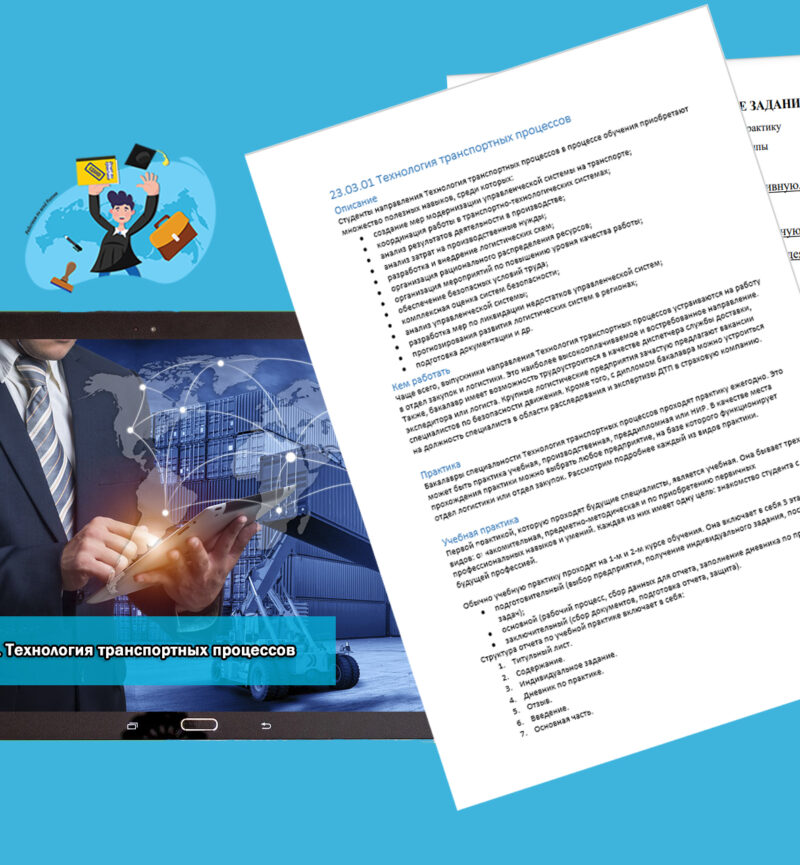 23.03.01 Технология транспортных процессов
Описание
Студенты направления Технология транспортных процессов в процессе обучения приобретают
множество полезных навыков, среди которых:
• создание мер модернизации управленческой системы на транспорте;
• координация работы в транспортно-технологических системах;
• анализ результатов деятельности в производстве;
• анализ затрат на производственные нужды;
• разработка и внедрение логистических схем;
• организация рационального распределения ресурсов;
• организация мероприятий по повышению уровня качества работы;
• обеспечение безопасных условий труда;
• комплексная оценка систем безопасности;
• анализ управленческой системы;
• разработка мер по ликвидации недостатков управленческой систем;
• прогнозирования развития логистических систем в регионах;
• подготовка документации и др.
Кем работать
Чаще всего, выпускники направления Технология транспортных процессов устраиваются на работу
в отдел закупок и логистики. Это наиболее высокооплачиваемое и востребованное направление.
Также, бакалавр имеет возможность трудоустроиться в качестве диспетчера службы доставки,
экспедитора или логиста. Крупные логистические предприятия зачастую предлагают вакансии
специалистов по безопасности движения. Кроме того, с дипломом бакалавра можно устроиться
на должность специалиста в области расследования и экспертизы ДТП в страховую компанию.
Практика
Бакалавры специальности Технология транспортных процессов проходят практику ежегодно. Это
может быть практика учебная, производственная, преддипломная или НИР. В качестве места
прохождения практики можно выбрать любое предприятие, на базе которого функционирует
отдел логистики или отдел закупок. Рассмотрим подробнее каждый из видов практики.
Учебная практика
Первой практикой, которую проходят будущие специалисты, является учебная. Она бывает трех
видов: ознакомительная, предметно-методическая и по приобретению первичных
профессиональных навыков и умений. Каждая из них имеет одну цель: знакомство студента с
будущей профессией.
Обычно учебную практику проходят на 1-м и 2-м курсе обучения. Она включает в себя 3 эта
• подготовительный (выбор предприятия, получение индивидуального задания, пос
задач);
• основной (рабочий процесс, сбор данных для отчета, заполнение дневника по пр
• заключительный (сбор документов, подготовка отчета, защита).
Структура отчета по учебной практике включает в себя:
1. Титульный лист.
2. Содержание.
3. Индивидуальное задание.
4. Дневник по практике.
5. Отзыв.
6. Введение.
7. Основная часть.
Е ЗАДАНИ
рактику
пы
ивную
. Технология транспортных процессов